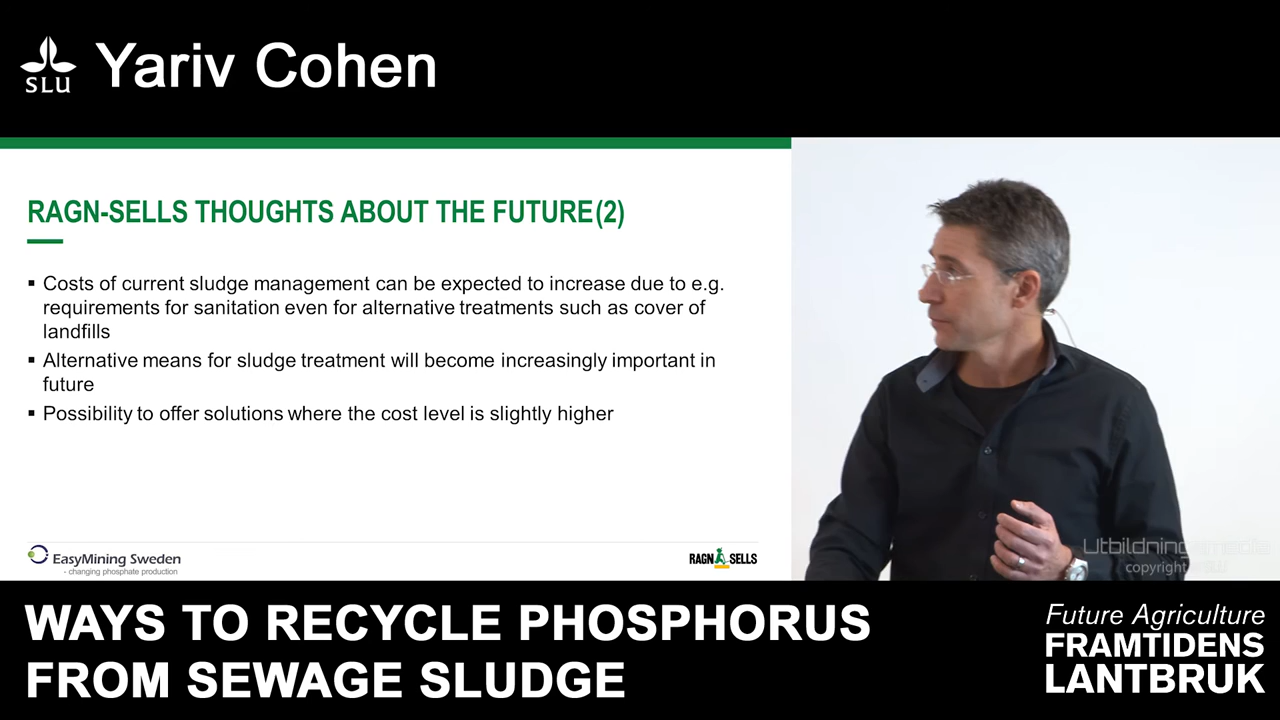 SLU
Yariv Cohen
RAGN-SELLS THOUGHTS ABOUT THE FUTURE(2)
▪ Costs of current sludge management can be expected to increase due to e.g.
requirements for sanitation even for alternative treatments such as cover of
landfills
▪ Alternative means for sludge treatment will become increasingly important in
future
▪ Possibility to offer solutions where the cost level is slightly higher
EasyMining Sweden
- changing phosphate production
RAGN SELLS
copyright SLU
WAYS TO RECYCLE PHOSPHORUS
FROM SEWAGE SLUDGE
Future Agriculture
FRAMTIDENS
LANTBRUK